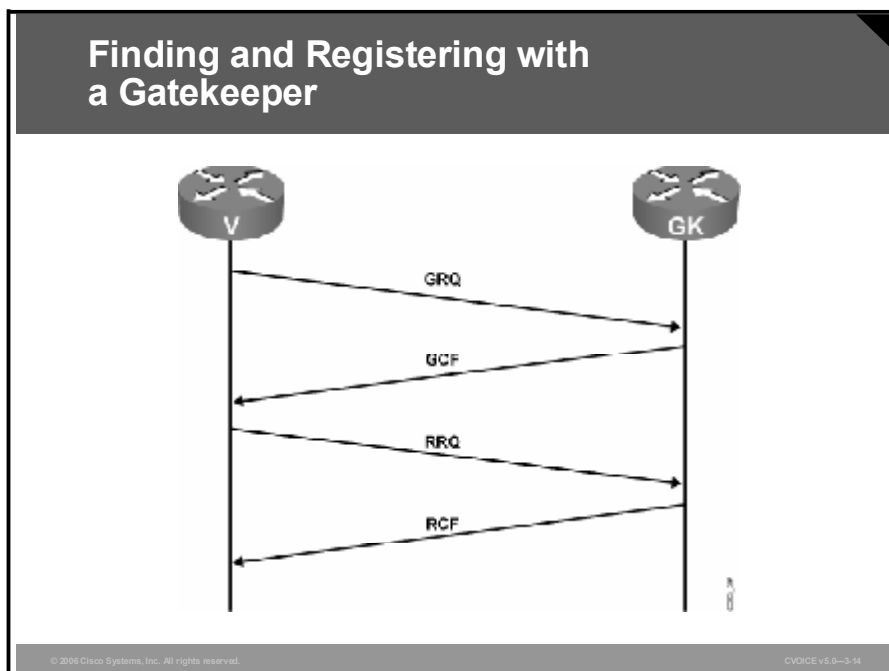 Finding and Registering with
a Gatekeeper
V
GK
GRQ
GCF
RRQ
RCF
© 2006 Cisco Systems, Inc. All rights reserved.
CVOICE v5.0—3-14